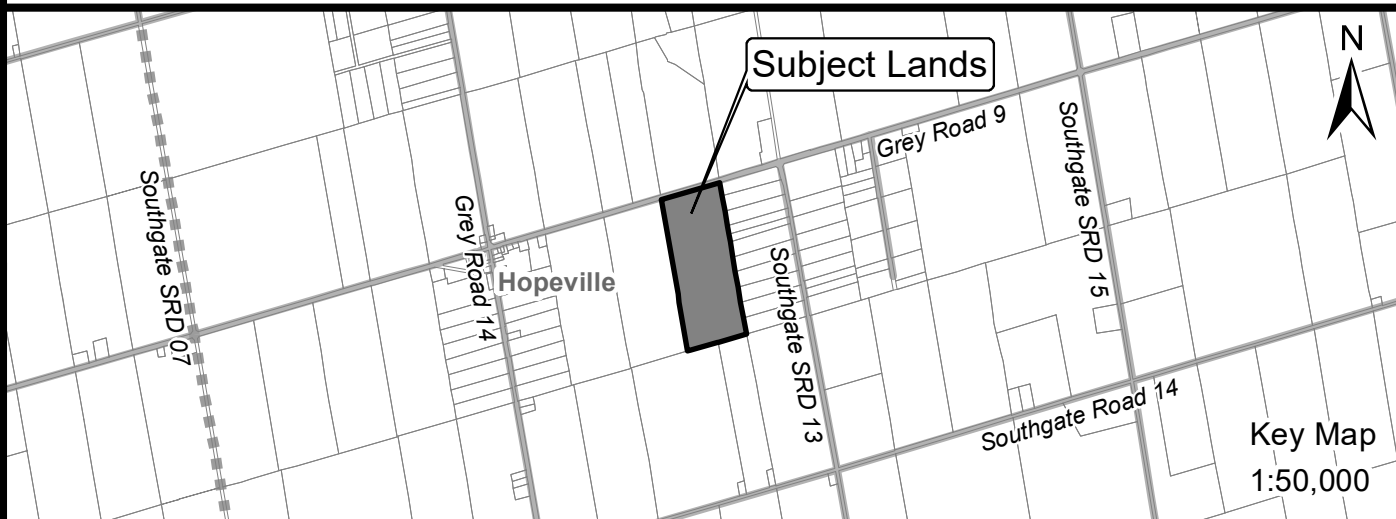 Subject Lands
N
Grey Road 9
Southgate SRD 15
Southgate SRD 07
Grey Road 14
Hopeville
Southgate SRD 13
Southgate Road 14
Key Map
1:50,000